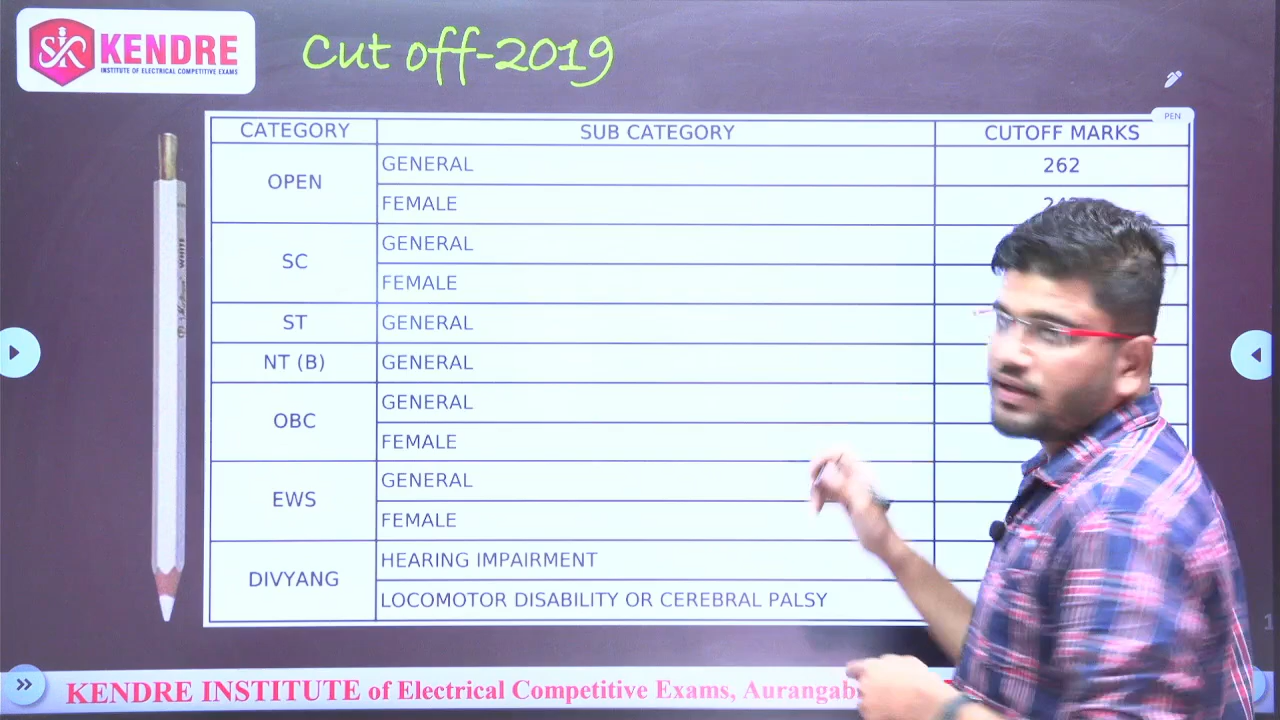 KENDRE
INSTITUTE OF ELECTRICAL COMPETITIVE EXAMS
Cut off-2019
PEN
CATEGORY SUB CATEGORY CUTOFF MARKS
OPEN GENERAL 262
FEMALE
SC GENERAL
FEMALE
ST GENERAL
NT (B) GENERAL
OBC GENERAL
FEMALE
EWS GENERAL
FEMALE
DIVYANG HEARING IMPAIRMENT
LOCOMOTOR DISABILITY OR CEREBRAL PALSY
KENDRE INSTITUTE of Electrical Competitive Exams,